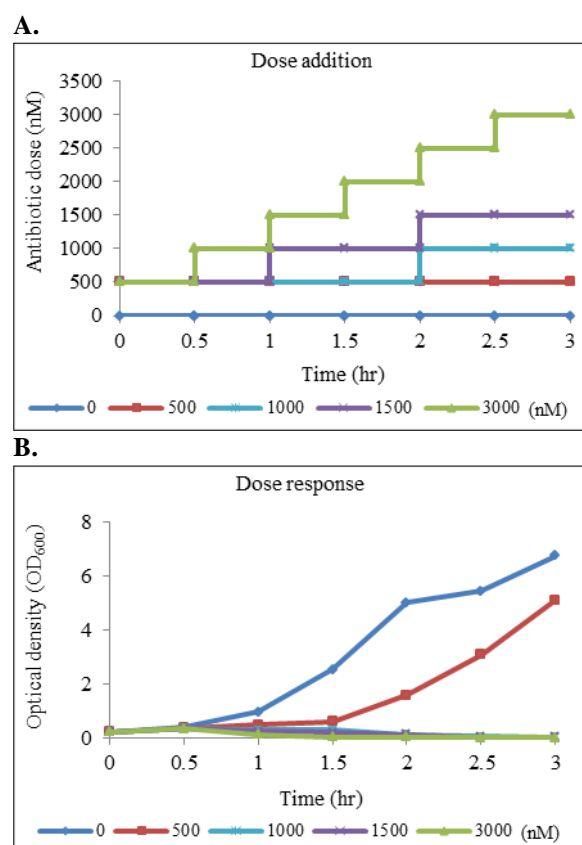 A.
Dose addition
Antibiotic dose (nM)
3500
3000
2500
2000
1500
1000
500
0
0 0.5 1 1.5 2 2.5 3
Time (hr)
0 500 1000 1500 3000 (nM)
B.
Dose response
Optical density (OD₆₀₀)
8
6
4
2
0
0 0.5 1 1.5 2 2.5 3
Time (hr)
0 500 1000 1500 3000 (nM)